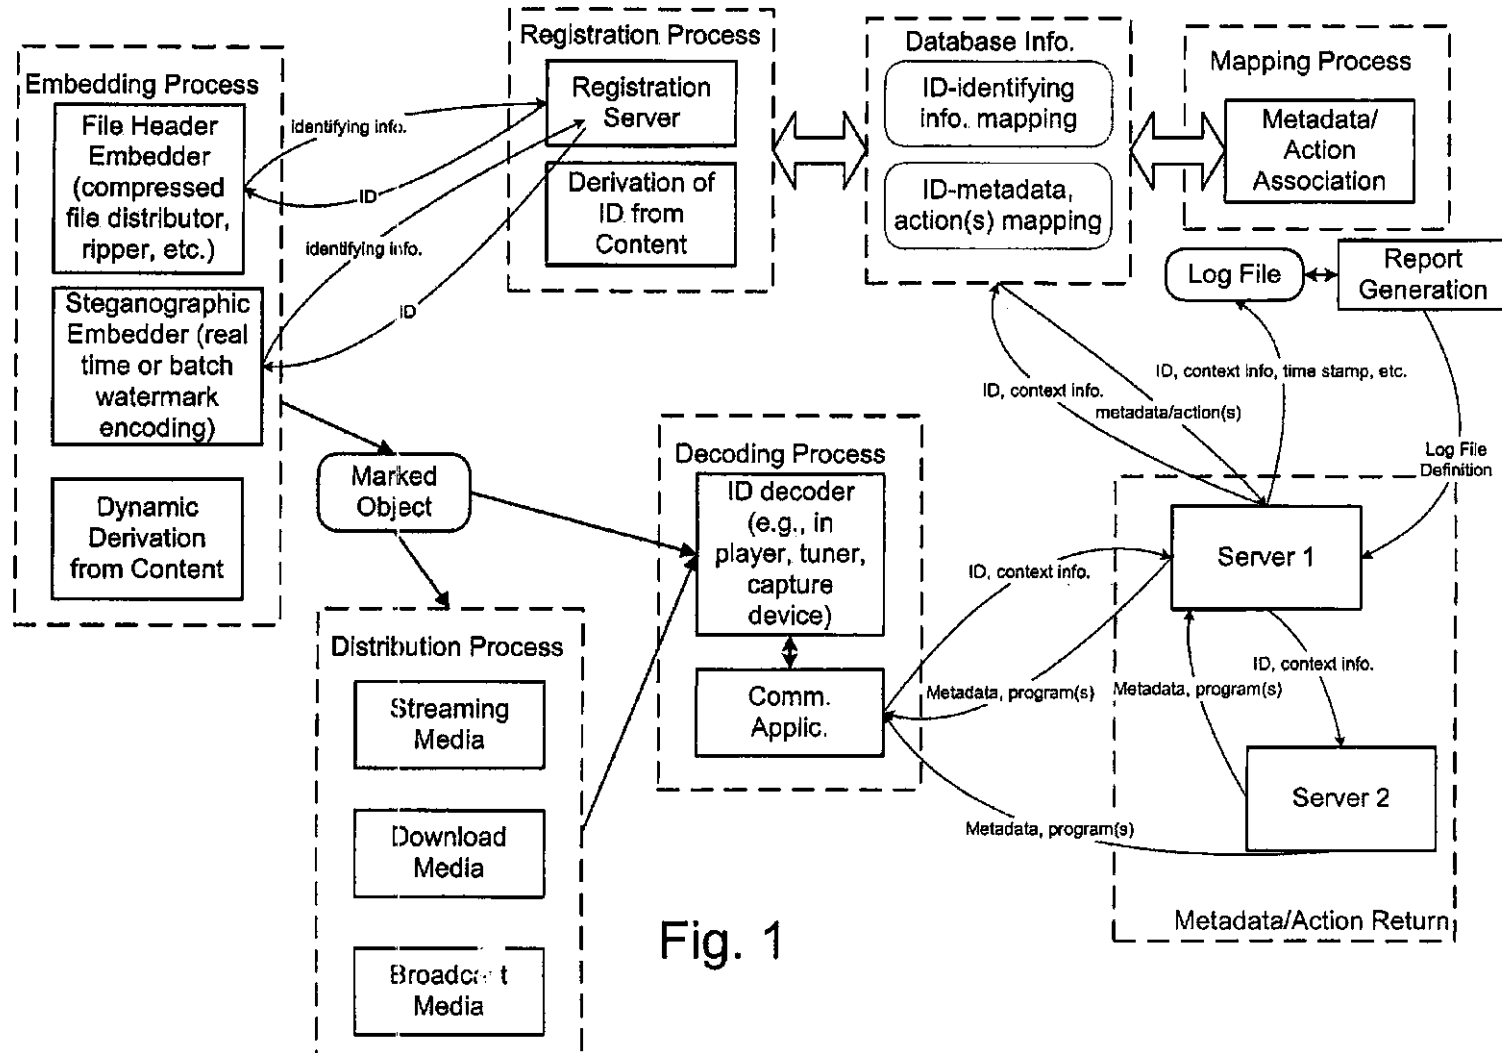 Embedding Process
File Header
Embedder
(compressed
file distributor,
ripper, etc.)
Steganographic
Embedder (real
time or batch
watermark
encoding)
Dynamic
Derivation
from Content
identifying info.
ID
identifying info.
ID
Registration Process
Registration
Server
Derivation of
ID from
Content
Database Info.
ID-identifying
info. mapping
ID-metadata,
action(s) mapping
Mapping Process
Metadata/
Action
Association
Log File
Report
Generation
ID, context info.
metadata/action(s)
ID, context info, time stamp, etc.
Log File
Definition
Marked
Object
Distribution Process
Streaming
Media
Download
Media
Media
Decoding Process
ID decoder
(e.g., in
player, tuner,
capture
device)
Comm.
Applic.
ID, context info.
Metadata, program(s)
Metadata, program(s)
Server 1
ID, context info.
Metadata, program(s)
Server 2
Metadata/Action Return
Fig. 1